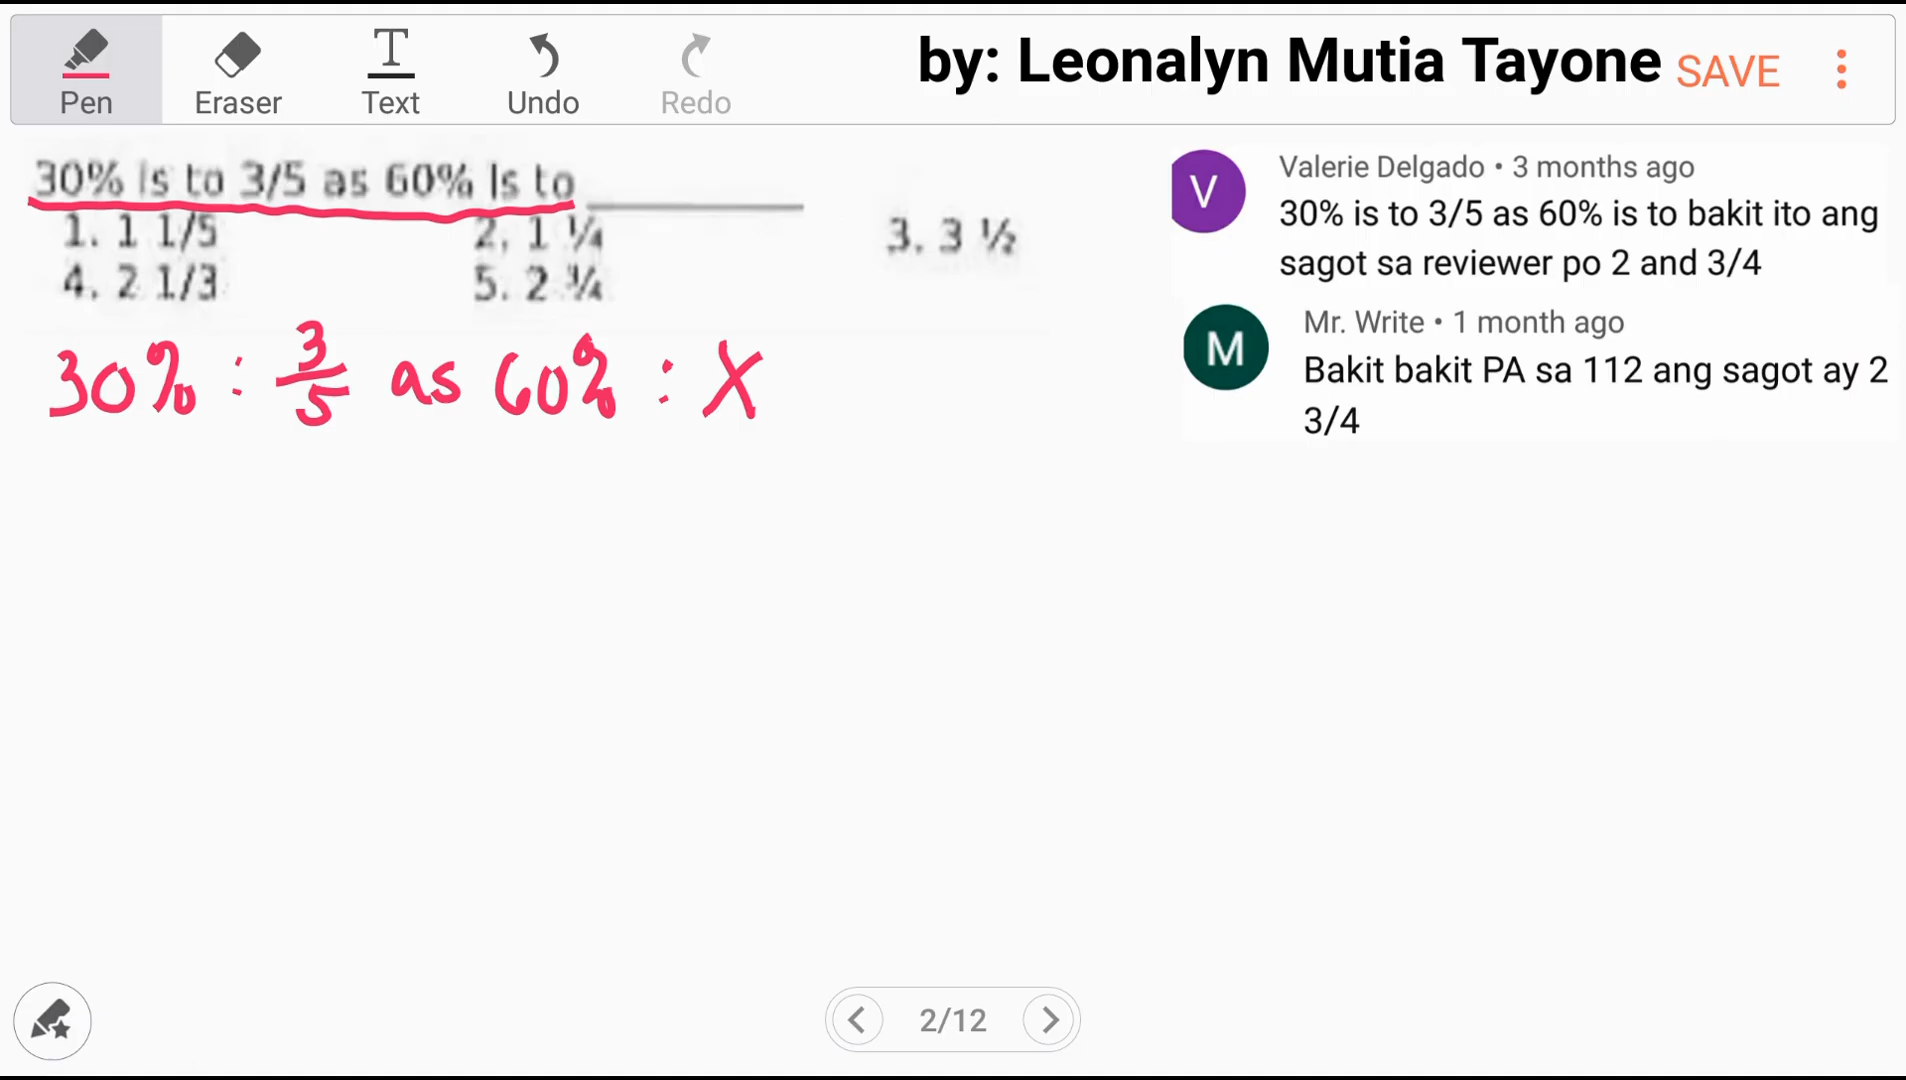 Pen Eraser Text Undo Redo
by: Leonalyn Mutia Tayone SAVE
30% is to 3/5 as 60% is to
1. 1 1/5 2. 1 ¼ 3. 3 ½
4. 2 1/3 5. 2 ¾
30% : 3/5 as 60% : X
V
Valerie Delgado • 3 months ago
30% is to 3/5 as 60% is to bakit ito ang
sagot sa reviewer po 2 and 3/4
M
Mr. Write • 1 month ago
Bakit bakit PA sa 112 ang sagot ay 2
3/4
2/12